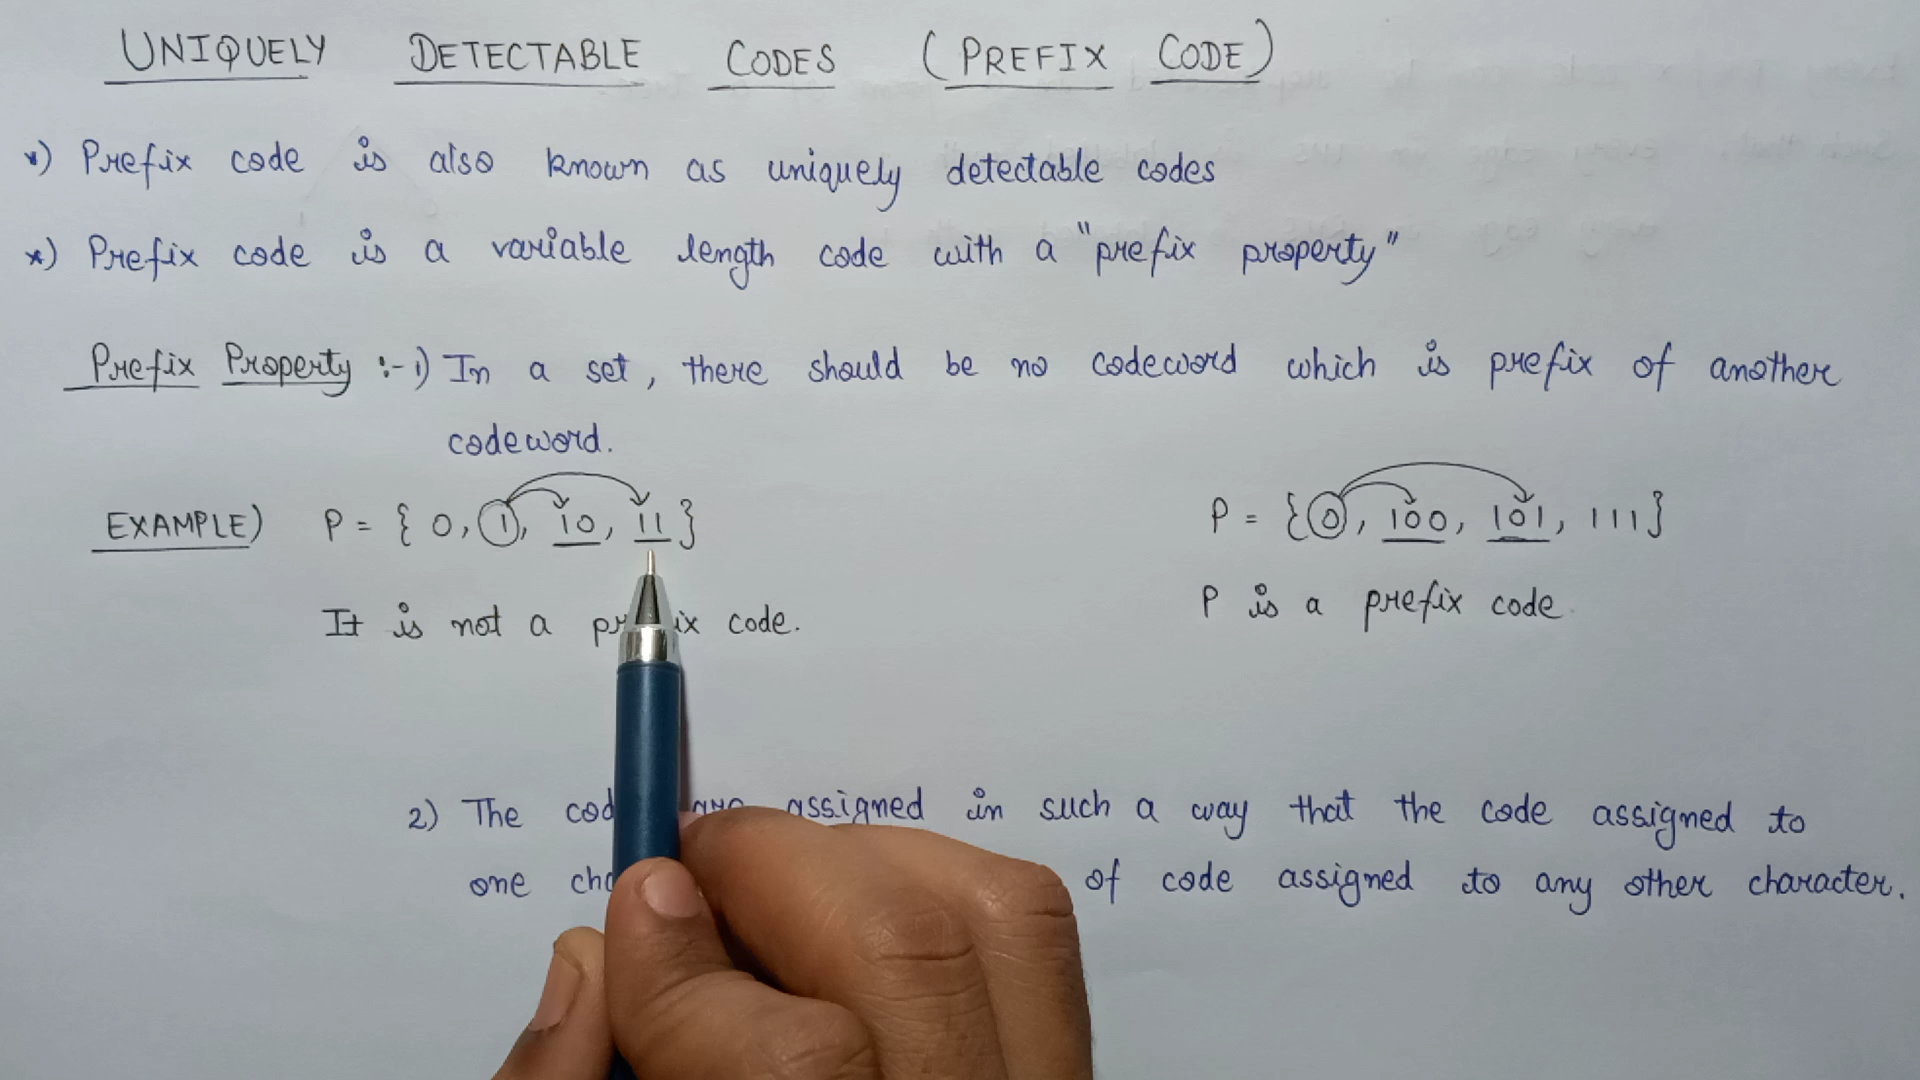 UNIQUELY DETECTABLE CODES (PREFIX CODE)
*) Prefix code is also known as uniquely detectable codes
*) Prefix code is a variable length code with a "prefix property"
Prefix Property :- 1) In a set, there should be no codeword which is prefix of another
codeword.
EXAMPLE) P = { 0, 1, 10, 11 }
P = { 0, 100, 101, 111 }
It is not a code.
P is a prefix code
2) The assigned in such a way that the code assigned to
one of code assigned to any other character.